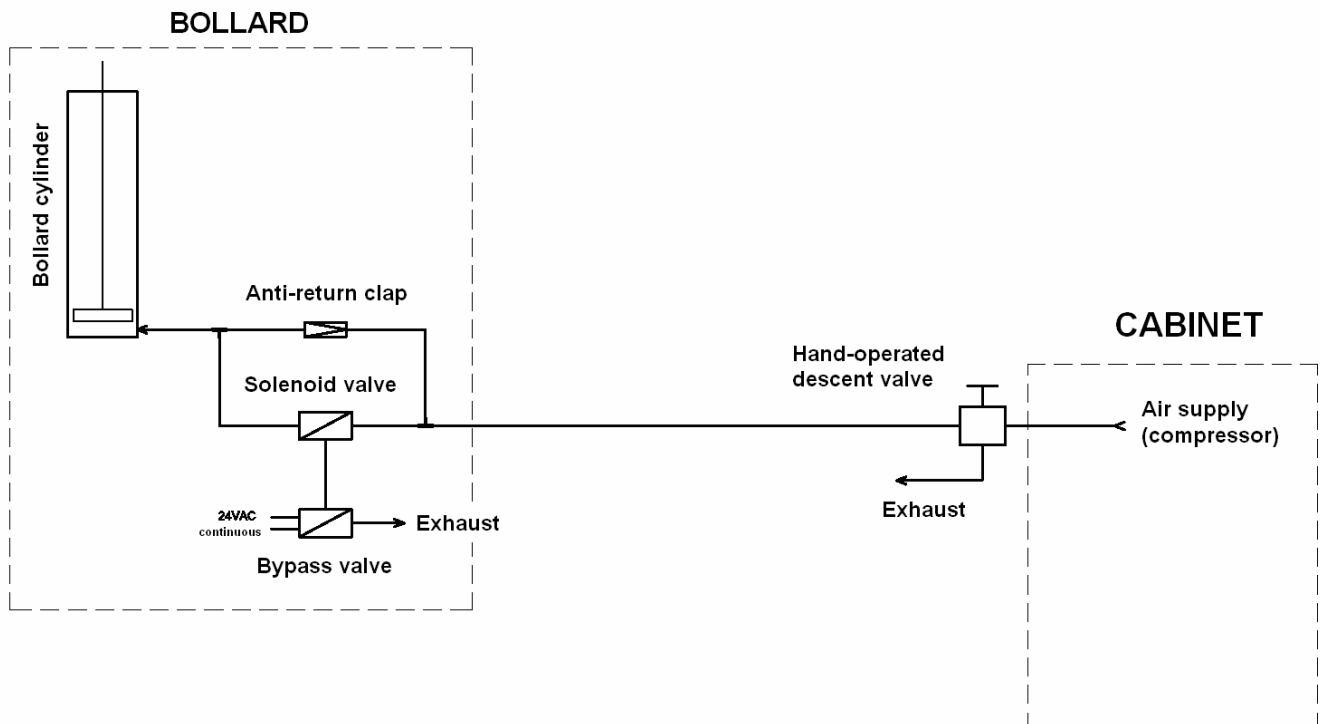 BOLLARD
Bollard cylinder
Anti-return clap
Solenoid valve
24VAC
continuous
Exhaust
Bypass valve
Hand-operated
descent valve
Exhaust
CABINET
Air supply
(compressor)